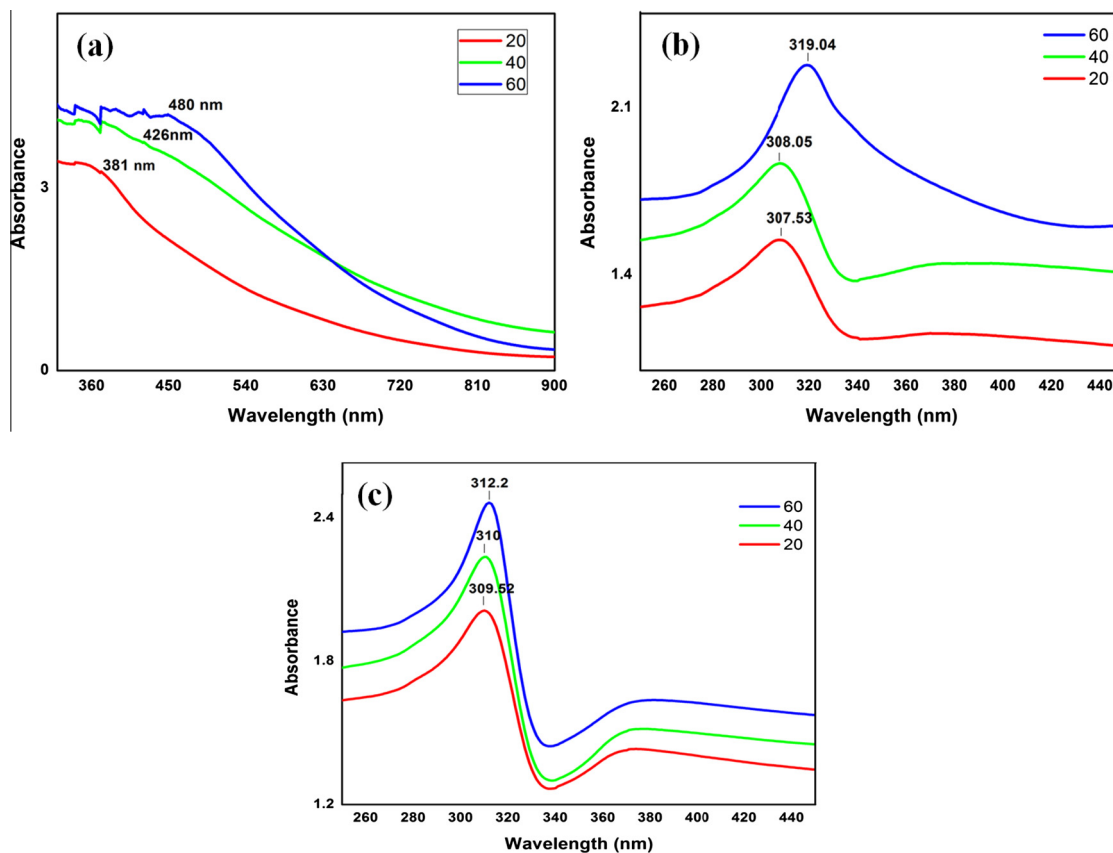 (a)
20
40
60
480 nm
426nm
381 nm
3
0
Absorbance
360 450 540 630 720 810 900
Wavelength (nm)
(b)
60
40
20
319.04
308.05
307.53
2.1
1.4
Absorbance
260 280 300 320 340 360 380 400 420 440
Wavelength (nm)
(c)
60
40
20
312.2
310
309.52
2.4
1.8
1.2
Absorbance
260 280 300 320 340 360 380 400 420 440
Wavelength (nm)